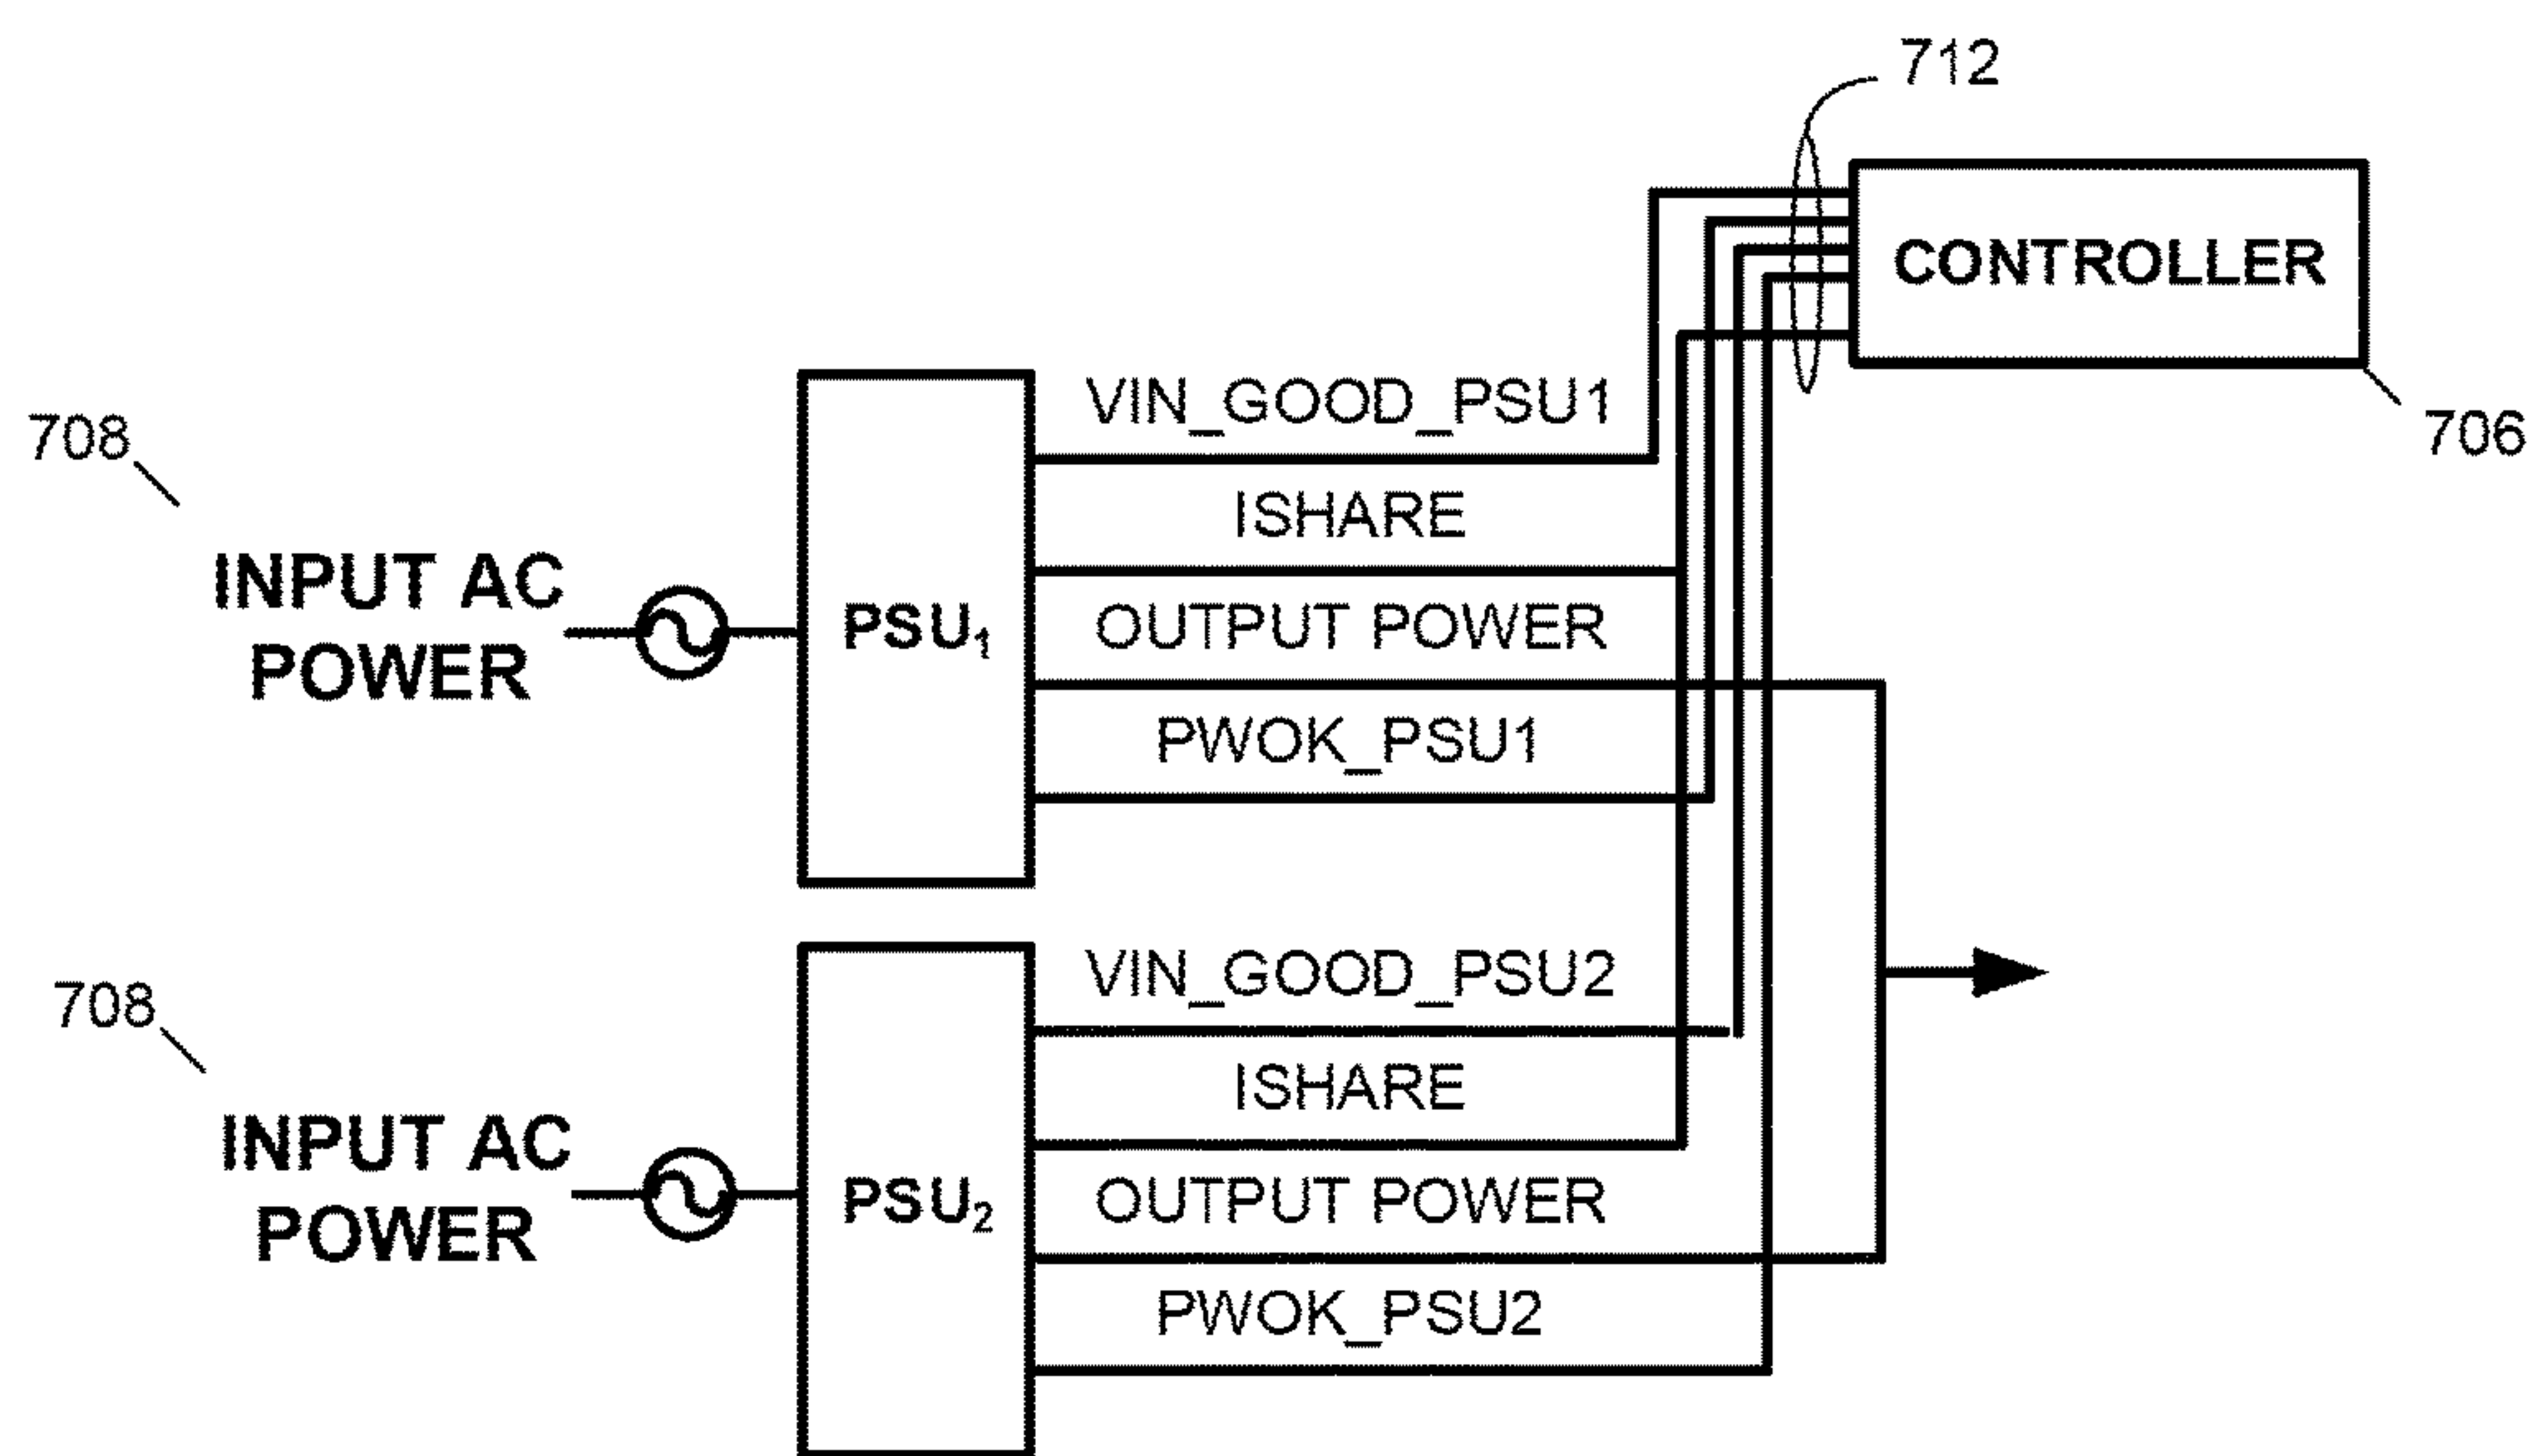 712
CONTROLLER
706
VIN_GOOD_PSU1
708
ISHARE
INPUT AC
POWER
PSU1
OUTPUT POWER
PWOK_PSU1
VIN_GOOD_PSU2
708
ISHARE
INPUT AC
POWER
PSU2
OUTPUT POWER
PWOK_PSU2